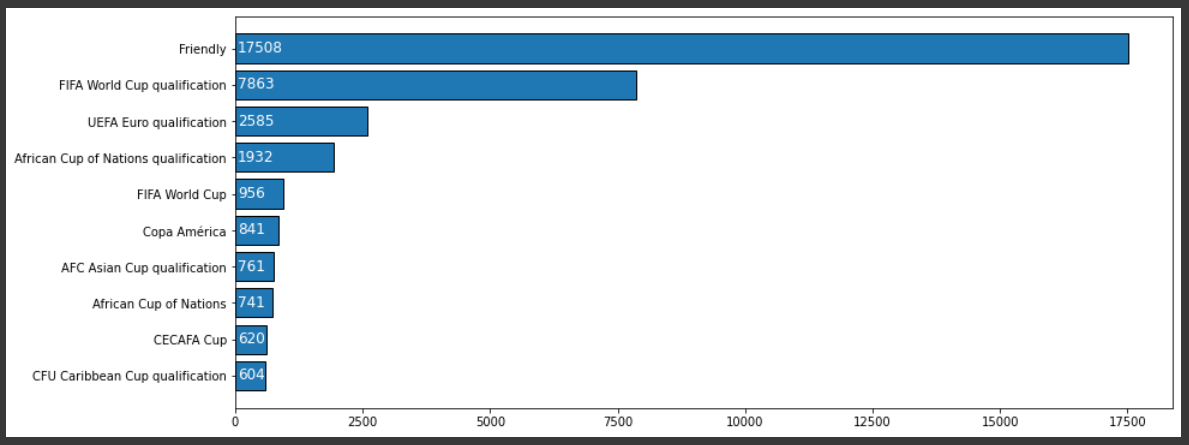 Friendly 17508
FIFA World Cup qualification 7863
UEFA Euro qualification 2585
African Cup of Nations qualification 1932
FIFA World Cup 956
Copa América 841
AFC Asian Cup qualification 761
African Cup of Nations 741
CECAFA Cup 620
CFU Caribbean Cup qualification 604
0 2500 5000 7500 10000 12500 15000 17500